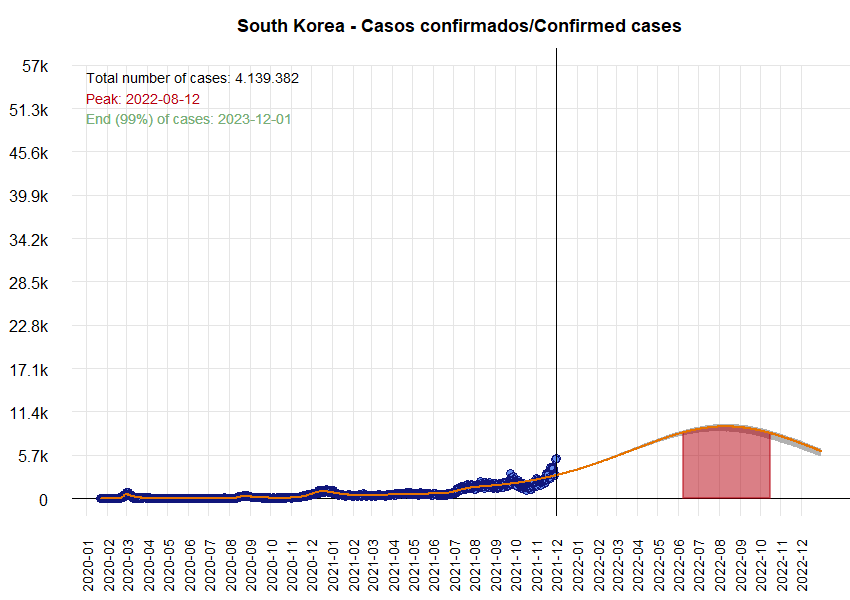 South Korea - Casos confirmados/Confirmed cases
57k
Total number of cases: 4.139.382
Peak: 2022-08-12
End (99%) of cases: 2023-12-01
51.3k
45.6k
39.9k
34.2k
28.5k
22.8k
17.1k
11.4k
5.7k
0
2020-01
2020-02
2020-03
2020-04
2020-05
2020-06
2020-07
2020-08
2020-09
2020-10
2020-11
2020-12
2021-01
2021-02
2021-03
2021-04
2021-05
2021-06
2021-07
2021-08
2021-09
2021-10
2021-11
2021-12
2022-01
2022-02
2022-03
2022-04
2022-05
2022-06
2022-07
2022-08
2022-09
2022-10
2022-11
2022-12